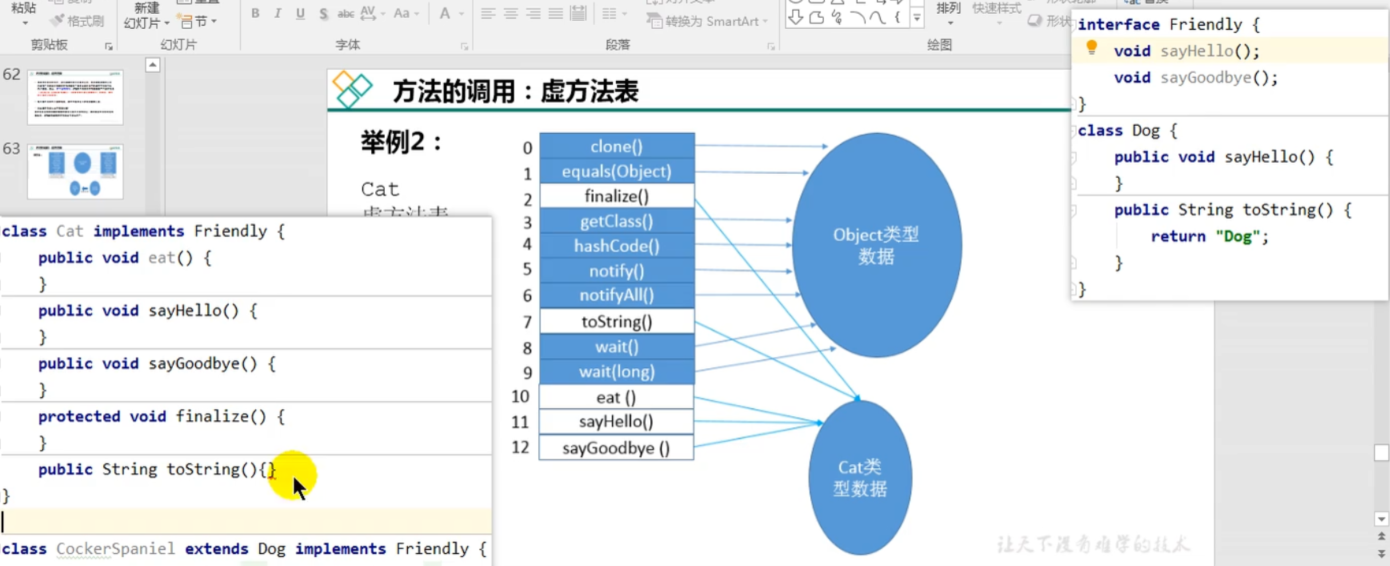 粘贴
格式刷
剪贴板
新建
幻灯片
重置
节
幻灯片
B I U S abc AV Aa A
字体
段落
转换为 SmartArt
排列
快速样式
绘图
62
63
方法的调用：虚方法表
举例2：
Cat
虚方法表
0 clone()
1 equals(Object)
2 finalize()
3 getClass()
4 hashCode()
5 notify()
6 notifyAll()
7 toString()
8 wait()
9 wait(long)
10 eat ()
11 sayHello()
12 sayGoodbye ()
Object类型
数据
Cat类
型数据
class Cat implements Friendly {
public void eat() {
}
public void sayHello() {
}
public void sayGoodbye() {
}
protected void finalize() {
}
public String toString(){}
}
class CockerSpaniel extends Dog implements Friendly {
interface Friendly {
void sayHello();
void sayGoodbye();
}
class Dog {
public void sayHello() {
}
public String toString() {
return "Dog";
}
}
让天下没有难学的技术